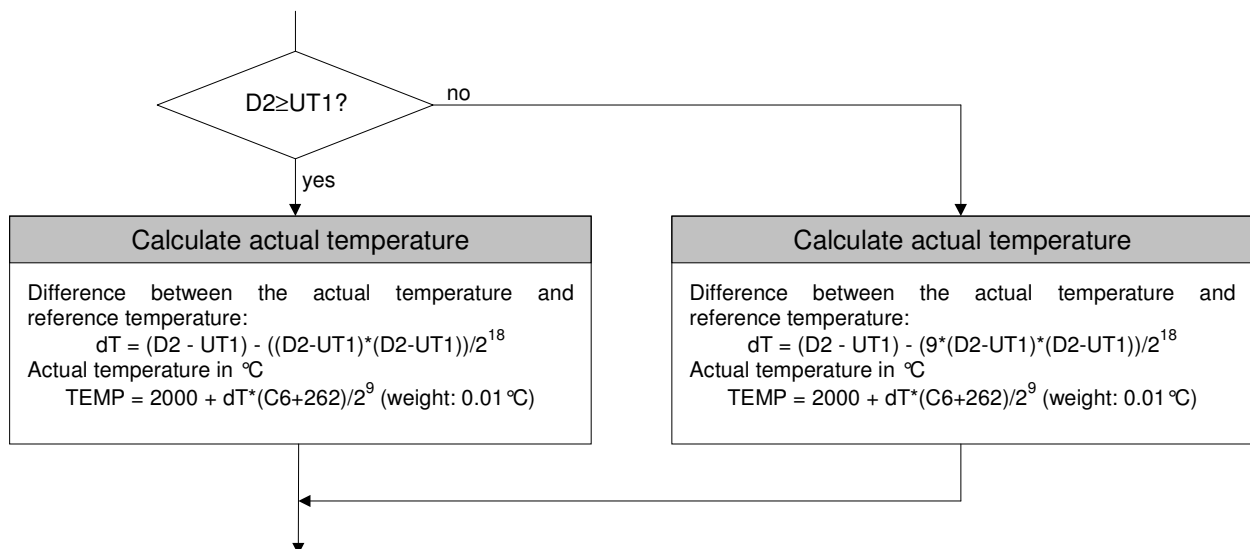 D2≥UT1?
no
yes
Calculate actual temperature
Difference between the actual temperature and
reference temperature:
dT = (D2 - UT1) - ((D2-UT1)*(D2-UT1))/2^18
Actual temperature in °C
TEMP = 2000 + dT*(C6+262)/2^9 (weight: 0.01°C)
Calculate actual temperature
Difference between the actual temperature and
reference temperature:
dT = (D2 - UT1) - (9*(D2-UT1)*(D2-UT1))/2^18
Actual temperature in °C
TEMP = 2000 + dT*(C6+262)/2^9 (weight: 0.01°C)